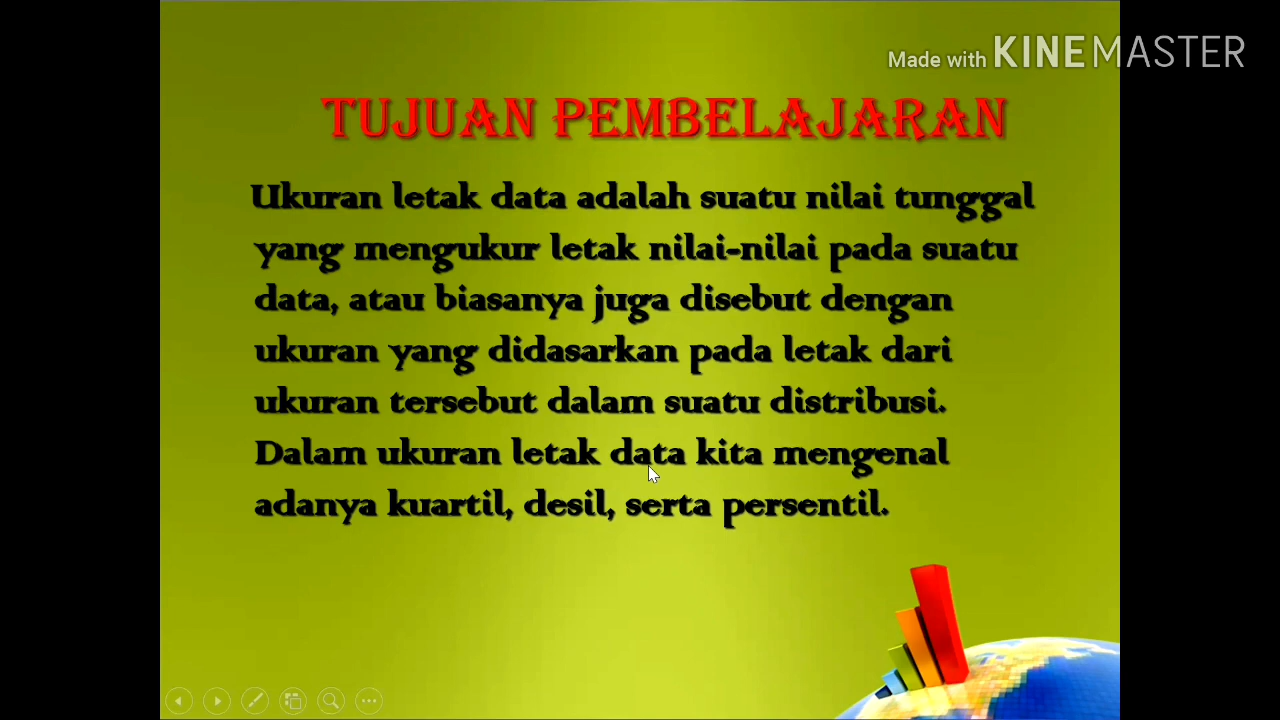 Made with KINEMASTER
TUJUAN PEMBELAJARAN
Ukuran letak data adalah suatu nilai tunggal
yang mengukur letak nilai-nilai pada suatu
data, atau biasanya juga disebut dengan
ukuran yang didasarkan pada letak dari
ukuran tersebut dalam suatu distribusi.
Dalam ukuran letak data kita mengenal
adanya kuartil, desil, serta persentil.